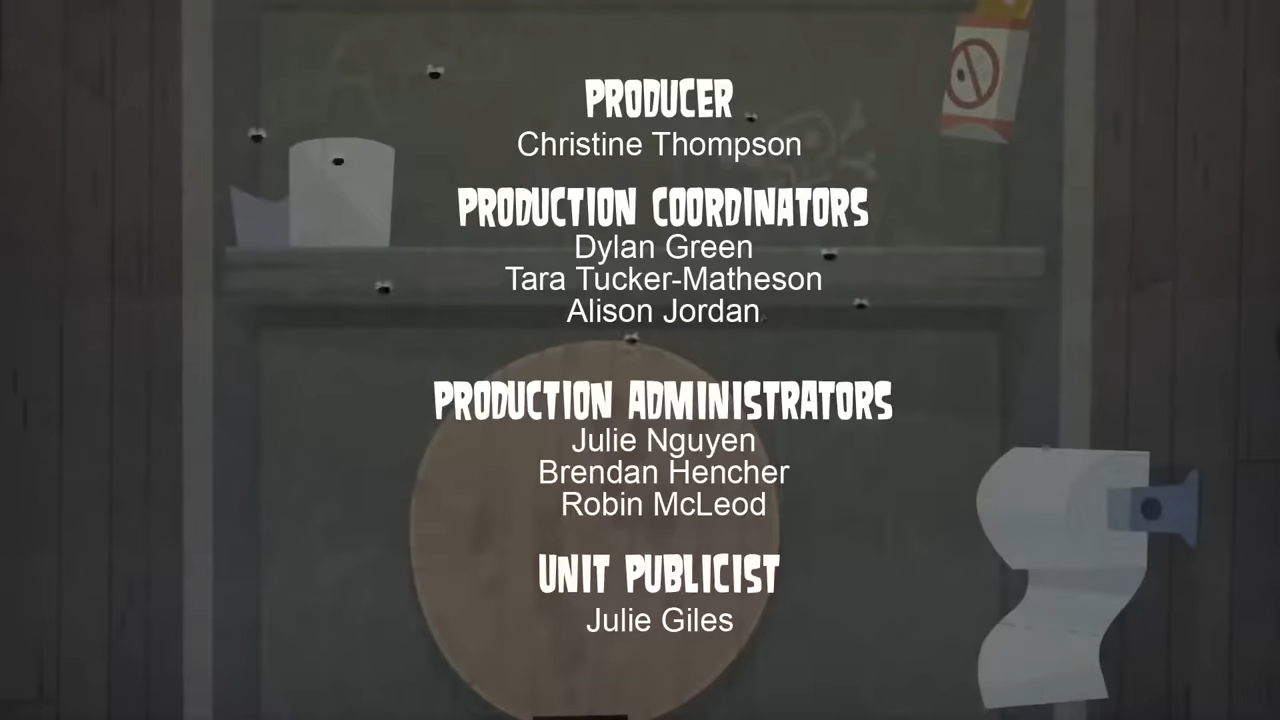 PRODUCER
Christine Thompson
PRODUCTION COORDINATORS
Dylan Green
Tara Tucker-Matheson
Alison Jordan
PRODUCTION ADMINISTRATORS
Julie Nguyen
Brendan Hencher
Robin McLeod
UNIT PUBLICIST
Julie Giles